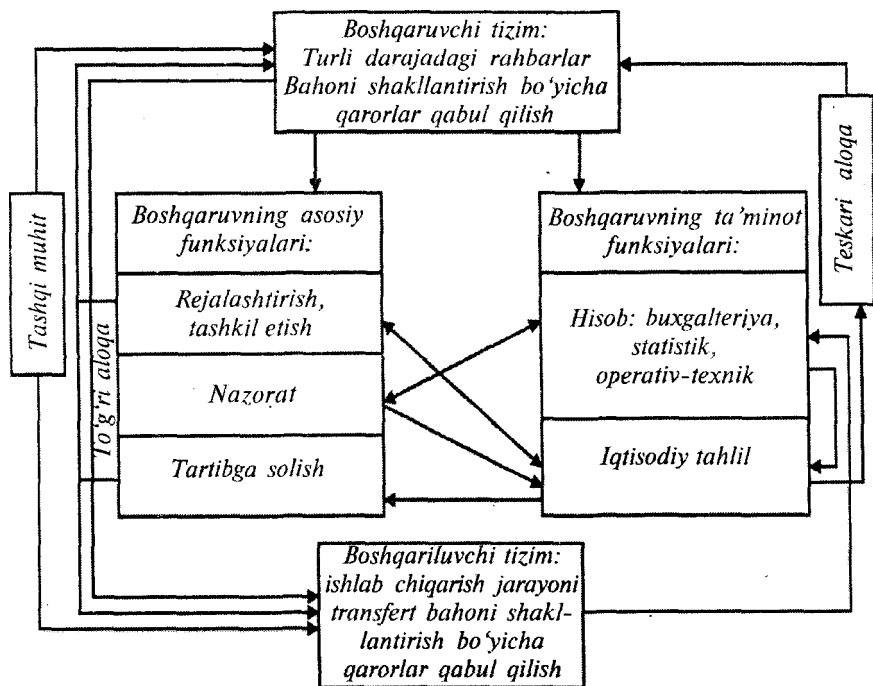 Boshqaruvchi tizim:
Turli darajadagi rahbarlar
Bahoni shakllantirish bo‘yicha
qarorlar qabul qilish
Tashqi muhit
To‘g‘ri aloqa
Boshqaruvning asosiy
funksiyalari:
Rejalashtirish,
tashkil etish
Nazorat
Tartibga solish
Boshqaruvning ta’minot
funksiyalari:
Hisob: buxgalteriya,
statistik,
operativ-texnik
Iqtisodiy tahlil
Teskari aloqa
Boshqariluvchi tizim:
ishlab chiqarish jarayoni
transfert bahoni shakl-
lantirish bo‘yicha
qarorlar qabul qilish